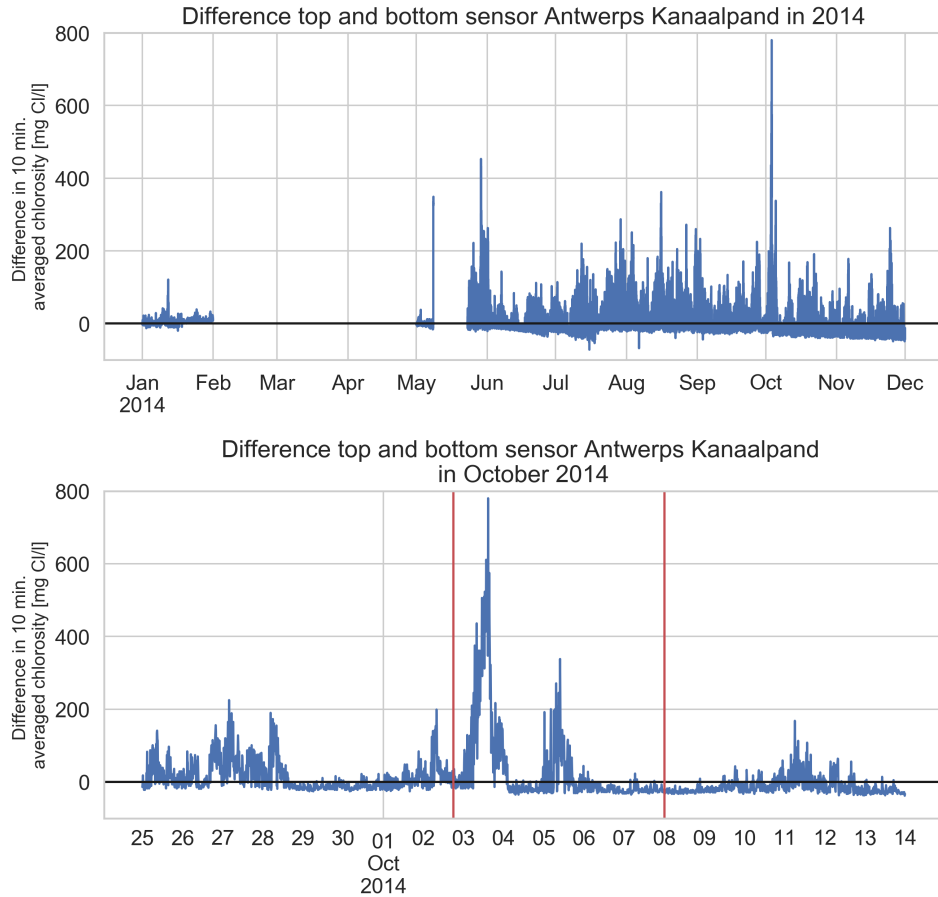 Difference top and bottom sensor Antwerps Kanaalpand in 2014
Difference in 10 min.
averaged chlorosity [mg Cl/l]
800
600
400
200
0
Jan Feb Mar Apr May Jun Jul Aug Sep Oct Nov Dec
2014
Difference top and bottom sensor Antwerps Kanaalpand
in October 2014
Difference in 10 min.
averaged chlorosity [mg Cl/l]
800
600
400
200
0
25 26 27 28 29 30 01 02 03 04 05 06 07 08 09 10 11 12 13 14
Oct
2014